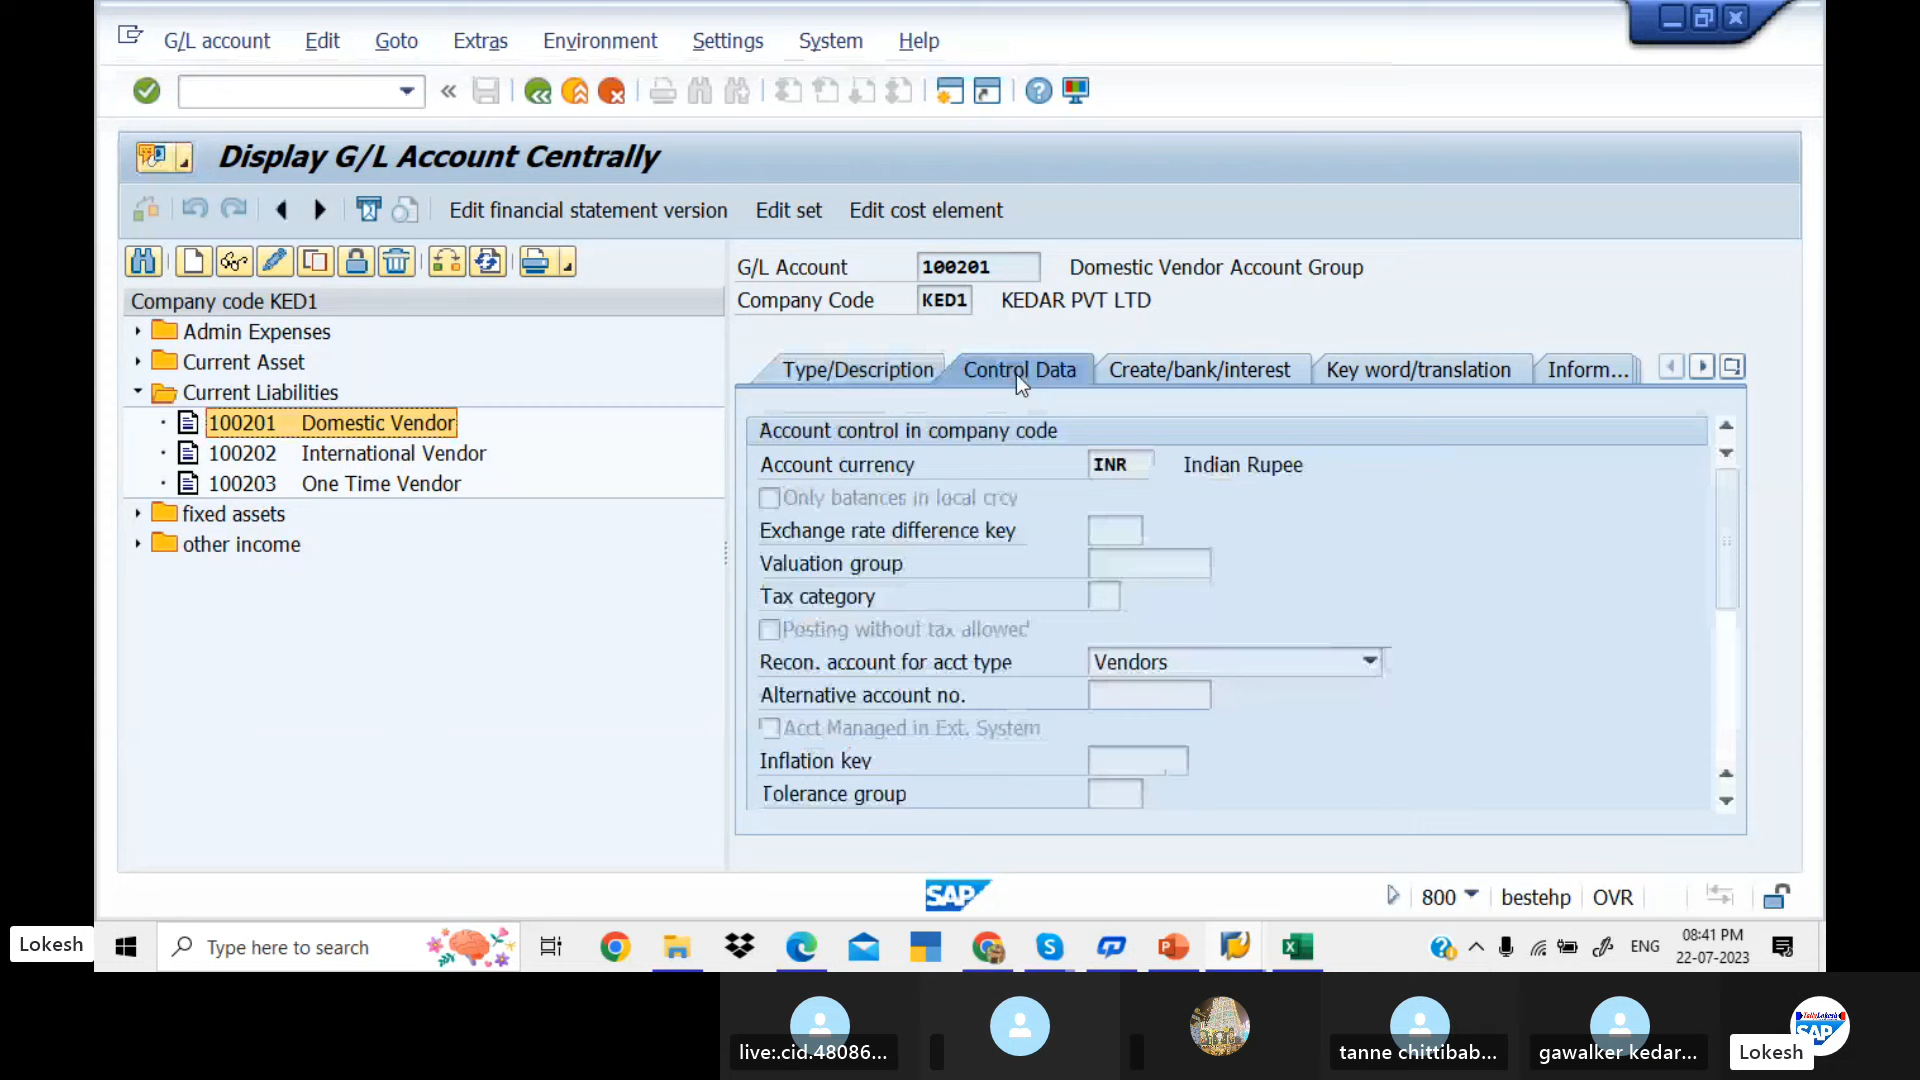 G/L account Edit Goto Extras Environment Settings System Help
Display G/L Account Centrally
Edit financial statement version Edit set Edit cost element
Company code KED1
Admin Expenses
Current Asset
Current Liabilities
100201 Domestic Vendor
100202 International Vendor
100203 One Time Vendor
fixed assets
other income
G/L Account 100201 Domestic Vendor Account Group
Company Code KED1 KEDAR PVT LTD
Type/Description Control Data Create/bank/interest Key word/translation Inform...
Account control in company code
Account currency INR Indian Rupee
Only balances in local crcy
Exchange rate difference key
Valuation group
Tax category
Posting without tax allowed
Recon. account for acct type Vendors
Alternative account no.
Acct Managed in Ext. System
Inflation key
Tolerance group
SAP
800 bestehp OVR
Lokesh
Type here to search
ENG
08:41 PM
22-07-2023
live:.cid.48086...
tanne chittibab...
gawalker kedar...
SAP
Lokesh